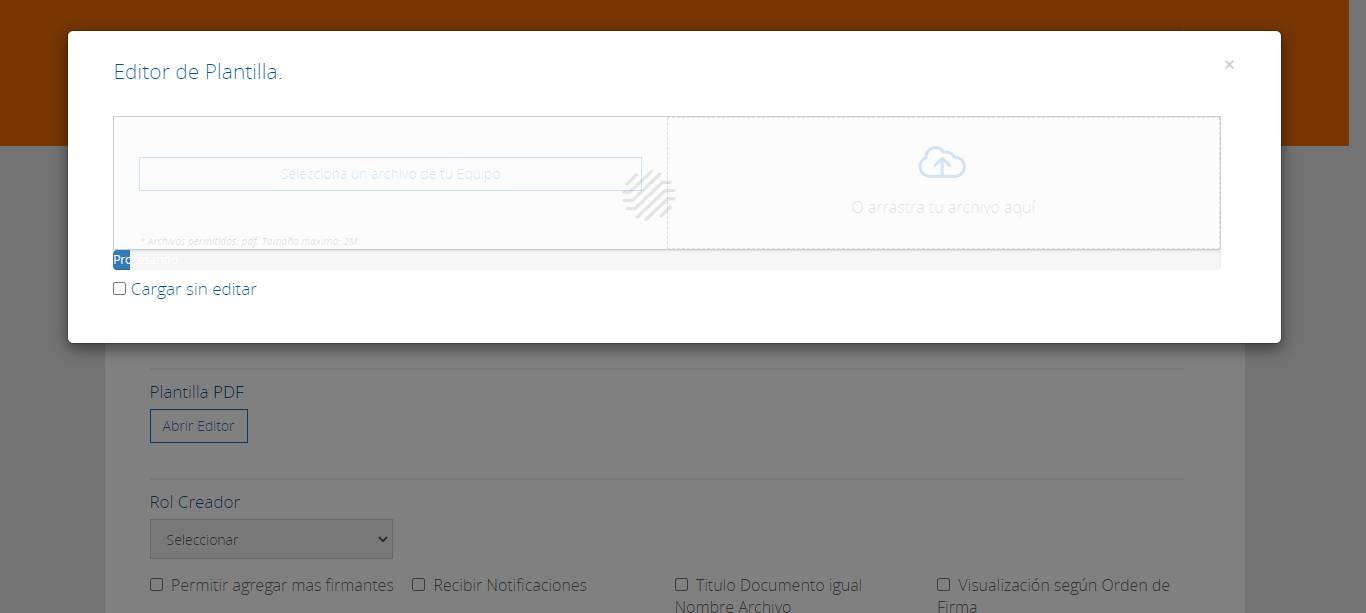 Editor de Plantilla.
×
Selecciona un archivo de tu Equipo
O arrastra tu archivo aquí
* Archivos permitidos: pdf. Tamaño maximo: 2M
Procesando
Cargar sin editar
Plantilla PDF
Abrir Editor
Rol Creador
Seleccionar
Permitir agregar mas firmantes
Recibir Notificaciones
Titulo Documento igual
Nombre Archivo
Visualización según Orden de
Firma